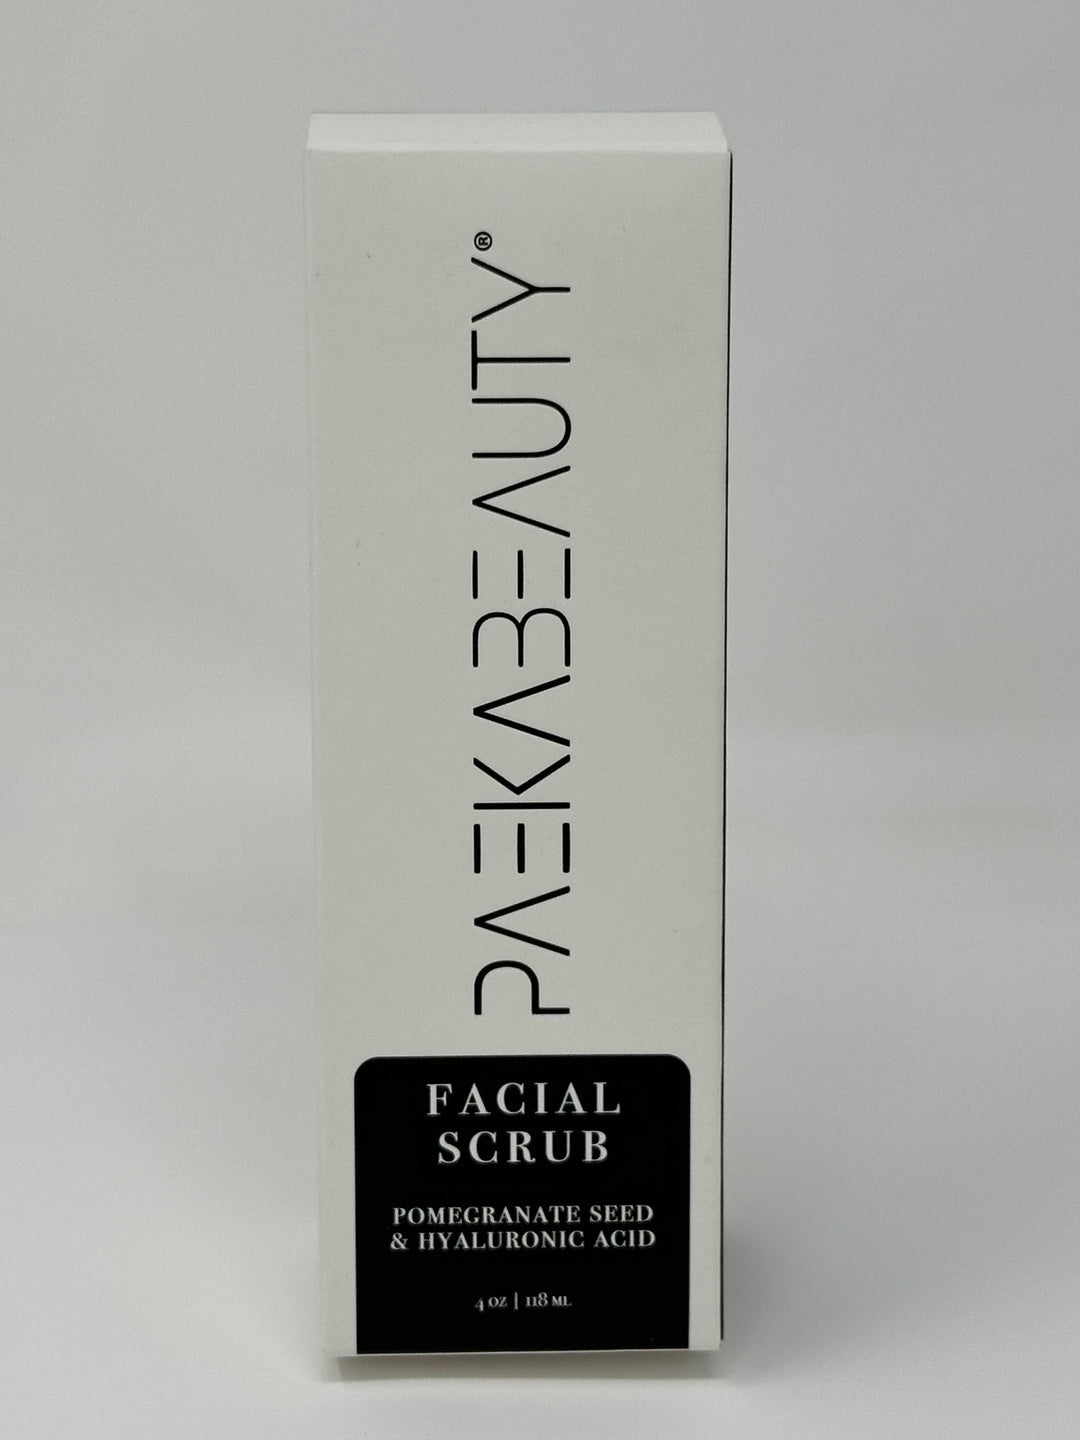 PAEKABEAUTY®
FACIAL
SCRUB
POMEGRANATE SEED
& HYALURONIC ACID
4 OZ | 118 ML